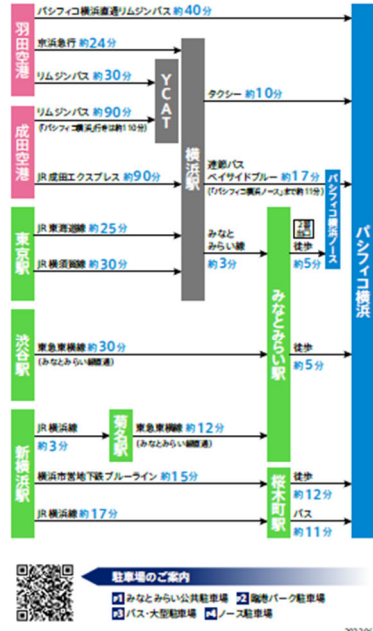 羽田空港
パシフィコ横浜直通リムジンバス 約40分
京浜急行 約24分
リムジンバス 約30分
YCAT
成田空港
リムジンバス 約90分
(「パシフィコ横浜」行きは約110分)
JR成田エクスプレス 約90分
横浜駅
タクシー 約10分
連節バス
ベイサイドブルー 約17分
(「パシフィコ横浜ノース」まで約11分)
パシフィコ横浜ノース
パシフィコ横浜
東京駅
JR東海道線 約25分
JR横須賀線 約30分
みなと
みらい線
約3分
徒歩
約5分
みなとみらい駅
渋谷駅
東急東横線 約30分
(みなとみらい線直通)
徒歩
約5分
新横浜駅
JR横浜線
約3分
菊名駅
東急東横線 約12分
(みなとみらい線直通)
横浜市営地下鉄ブルーライン 約15分
JR横浜線 約17分
桜木町駅
徒歩
約12分
バス
約11分
駐車場のご案内
P1 みなとみらい公共駐車場 P2 臨港パーク駐車場
P3 バス・大型駐車場 P4 ノース駐車場